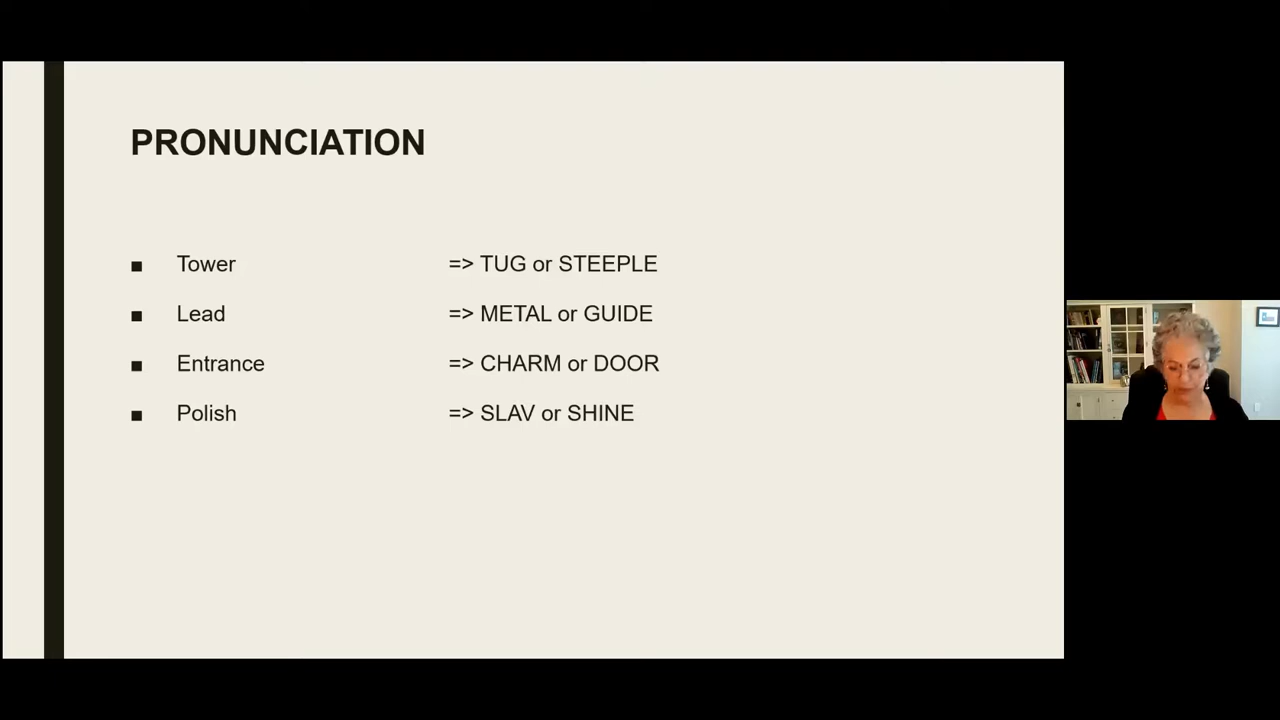 PRONUNCIATION
■ Tower => TUG or STEEPLE
■ Lead => METAL or GUIDE
■ Entrance => CHARM or DOOR
■ Polish => SLAV or SHINE